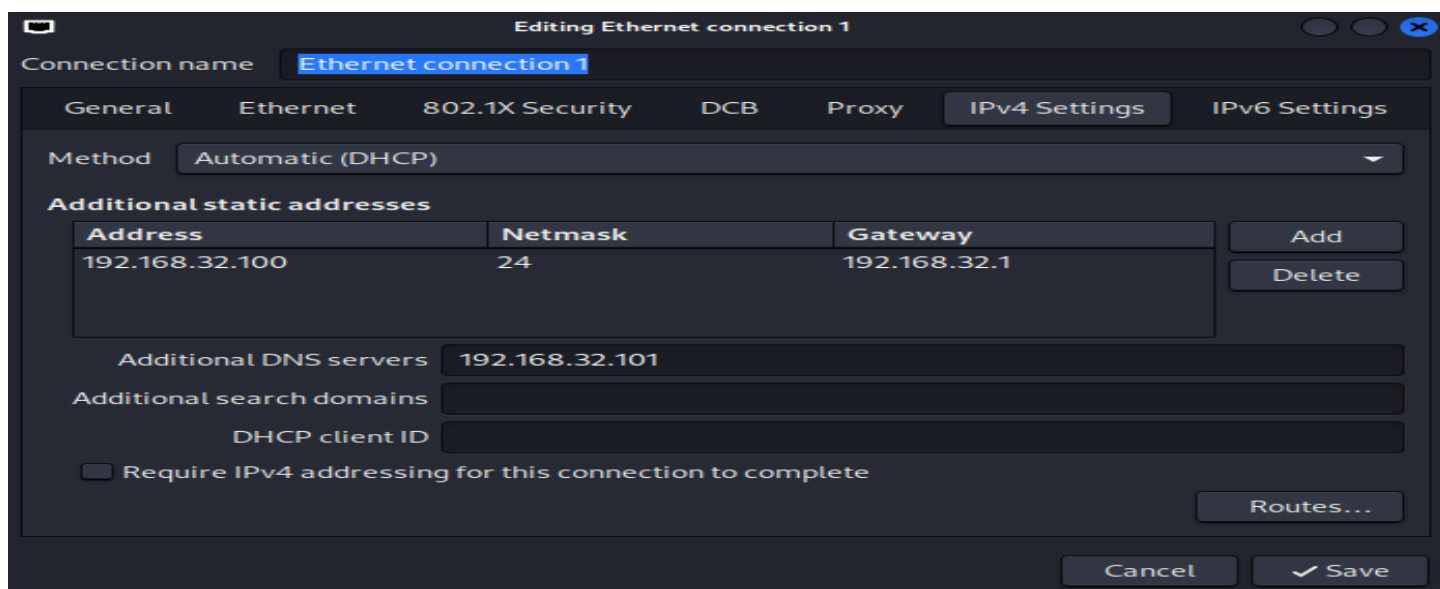 Editing Ethernet connection 1
Connection name Ethernet connection 1
General Ethernet 802.1X Security DCB Proxy IPv4 Settings IPv6 Settings
Method Automatic (DHCP)
Additional static addresses
Address Netmask Gateway Add
192.168.32.100 24 192.168.32.1
Delete
Additional DNS servers 192.168.32.101
Additional search domains
DHCP client ID
Require IPv4 addressing for this connection to complete
Routes...
Cancel Save